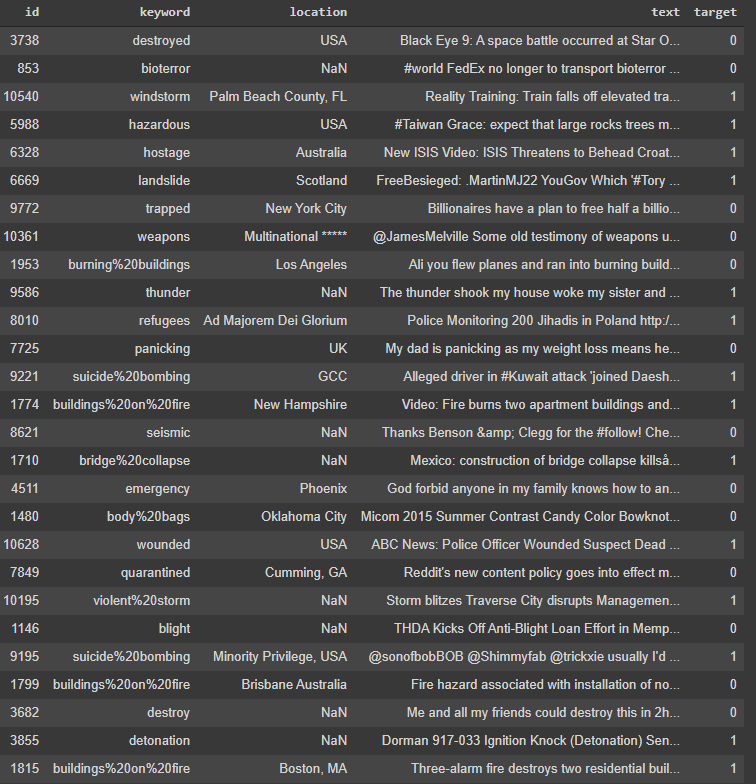 id keyword location text target
3738 destroyed USA Black Eye 9: A space battle occurred at Star O... 0
853 bioterror NaN #world FedEx no longer to transport bioterror ... 0
10540 windstorm Palm Beach County, FL Reality Training: Train falls off elevated tra... 1
5988 hazardous USA #Taiwan Grace: expect that large rocks trees m... 1
6328 hostage Australia New ISIS Video: ISIS Threatens to Behead Croat... 1
6669 landslide Scotland FreeBesieged: .MartinMJ22 YouGov Which '#Tory ... 1
9772 trapped New York City Billionaires have a plan to free half a billio... 0
10361 weapons Multinational ***** @JamesMelville Some old testimony of weapons u... 0
1953 burning%20buildings Los Angeles Ali you flew planes and ran into burning build... 0
9586 thunder NaN The thunder shook my house woke my sister and ... 1
8010 refugees Ad Majorem Dei Glorium Police Monitoring 200 Jihadis in Poland http:/... 1
7725 panicking UK My dad is panicking as my weight loss means he... 0
9221 suicide%20bombing GCC Alleged driver in #Kuwait attack 'joined Daesh... 1
1774 buildings%20on%20fire New Hampshire Video: Fire burns two apartment buildings and... 1
8621 seismic NaN Thanks Benson &amp; Clegg for the #follow! Che... 0
1710 bridge%20collapse NaN Mexico: construction of bridge collapse killså... 1
4511 emergency Phoenix God forbid anyone in my family knows how to an... 0
1480 body%20bags Oklahoma City Micom 2015 Summer Contrast Candy Color Bowknot... 0
10628 wounded USA ABC News: Police Officer Wounded Suspect Dead ... 1
7849 quarantined Cumming, GA Reddit's new content policy goes into effect m... 0
10195 violent%20storm NaN Storm blitzes Traverse City disrupts Managemen... 1
1146 blight NaN THDA Kicks Off Anti-Blight Loan Effort in Memp... 0
9195 suicide%20bombing Minority Privilege, USA @sonofbobBOB @Shimmyfab @trickxie usually I'd ... 1
1799 buildings%20on%20fire Brisbane Australia Fire hazard associated with installation of no... 0
3682 destroy NaN Me and all my friends could destroy this in 2h... 0
3855 detonation NaN Dorman 917-033 Ignition Knock (Detonation) Sen... 1
1815 buildings%20on%20fire Boston, MA Three-alarm fire destroys two residential buil... 1